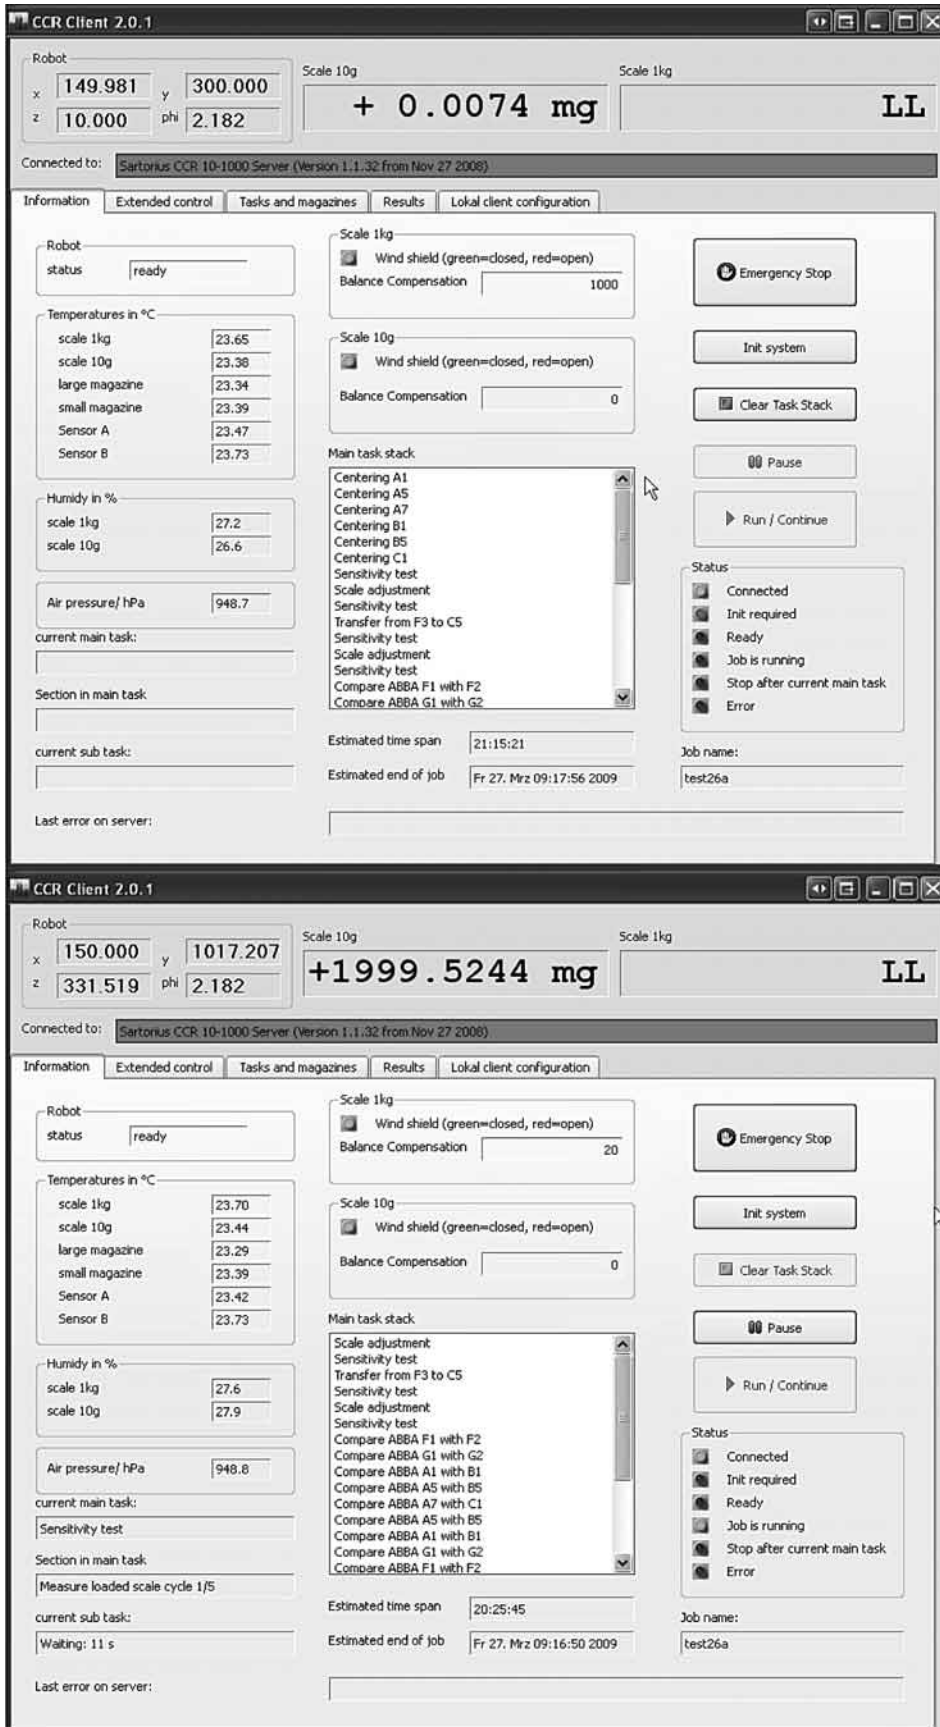 CCR Client 2.0.1
Robot
x 149.981 y 300.000
z 10.000 phi 2.182
Scale 10g
+ 0.0074 mg
Scale 1kg
LL
Connected to: Sartorius CCR 10-1000 Server (Version 1.1.32 from Nov 27 2008)
Information Extended control Tasks and magazines Results Lokal client configuration
Robot
status ready
Temperatures in °C
scale 1kg 23.65
scale 10g 23.38
large magazine 23.34
small magazine 23.39
Sensor A 23.47
Sensor B 23.73
Humidy in %
scale 1kg 27.2
scale 10g 26.6
Air pressure/ hPa 948.7
current main task:
Section in main task
current sub task:
Last error on server:
Scale 1kg
Wind shield (green=closed, red=open)
Balance Compensation 1000
Scale 10g
Wind shield (green=closed, red=open)
Balance Compensation 0
Main task stack
Centering A1
Centering A5
Centering A7
Centering B1
Centering B5
Centering C1
Sensitivity test
Scale adjustment
Sensitivity test
Transfer from F3 to C5
Sensitivity test
Scale adjustment
Sensitivity test
Compare ABBA F1 with F2
Compare ABBA G1 with G2
Estimated time span 21:15:21
Estimated end of job Fr 27. Mrz 09:17:56 2009
Emergency Stop
Init system
Clear Task Stack
Pause
Run / Continue
Status
Connected
Init required
Ready
Job is running
Stop after current main task
Error
Job name:
test26a
CCR Client 2.0.1
Robot
x 150.000 y 1017.207
z 331.519 phi 2.182
Scale 10g
+1999.5244 mg
Scale 1kg
LL
Connected to: Sartorius CCR 10-1000 Server (Version 1.1.32 from Nov 27 2008)
Information Extended control Tasks and magazines Results Lokal client configuration
Robot
status ready
Temperatures in °C
scale 1kg 23.70
scale 10g 23.44
large magazine 23.29
small magazine 23.39
Sensor A 23.42
Sensor B 23.73
Humidy in %
scale 1kg 27.6
scale 10g 27.9
Air pressure/ hPa 948.8
current main task:
Sensitivity test
Section in main task
Measure loaded scale cycle 1/5
current sub task:
Waiting: 11 s
Last error on server:
Scale 1kg
Wind shield (green=closed, red=open)
Balance Compensation 20
Scale 10g
Wind shield (green=closed, red=open)
Balance Compensation 0
Main task stack
Scale adjustment
Sensitivity test
Transfer from F3 to C5
Sensitivity test
Scale adjustment
Sensitivity test
Compare ABBA F1 with F2
Compare ABBA G1 with G2
Compare ABBA A1 with B1
Compare ABBA A5 with B5
Compare ABBA A7 with C1
Compare ABBA A5 with B5
Compare ABBA A1 with B1
Compare ABBA G1 with G2
Compare ABBA F1 with F2
Estimated time span 20:25:45
Estimated end of job Fr 27. Mrz 09:16:50 2009
Emergency Stop
Init system
Clear Task Stack
Pause
Run / Continue
Status
Connected
Init required
Ready
Job is running
Stop after current main task
Error
Job name:
test26a